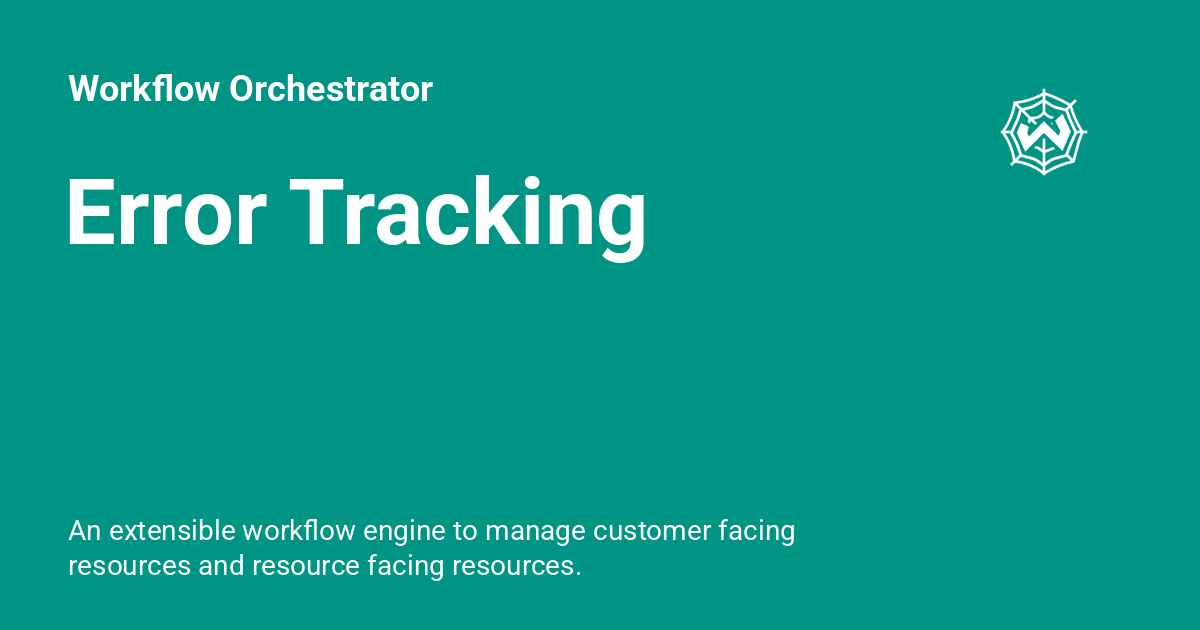 Workflow Orchestrator
Error Tracking
An extensible workflow engine to manage customer facing
resources and resource facing resources.